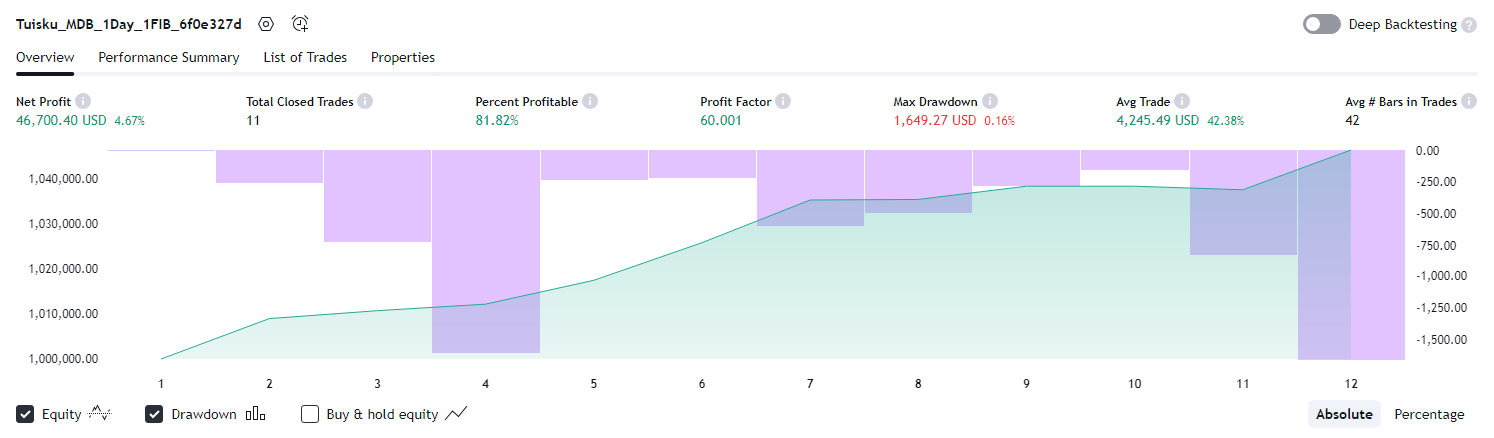 Tuisku_MDB_1Day_1FIB_6f0e327d
Deep Backtesting ?
Overview Performance Summary List of Trades Properties
Net Profit i Total Closed Trades i Percent Profitable i Profit Factor i Max Drawdown i Avg Trade i Avg # Bars in Trades i
46,700.40 USD 4.67% 11 81.82% 60.001 1,649.27 USD 0.16% 4,245.49 USD 42.38% 42
0.00
1,040,000.00
-250.00
-500.00
1,030,000.00
-750.00
1,020,000.00
-1,000.00
-1,250.00
1,010,000.00
-1,500.00
1,000,000.00
1 2 3 4 5 6 7 8 9 10 11 12
Equity Drawdown Buy & hold equity Absolute Percentage